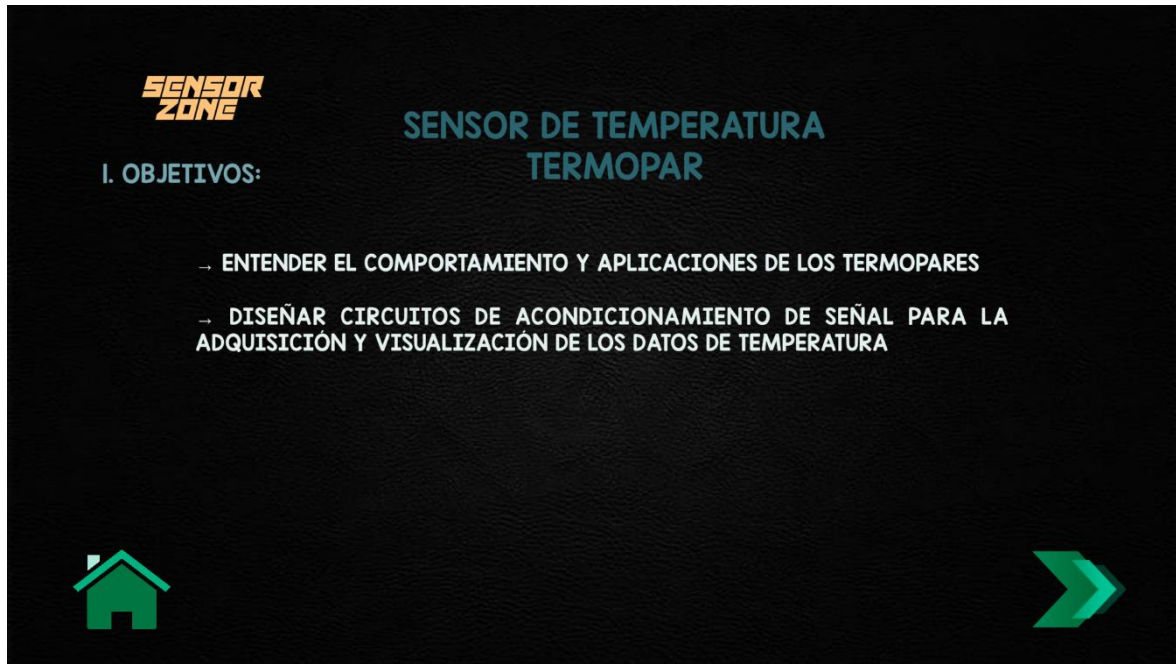 SENSOR
ZONE
SENSOR DE TEMPERATURA
TERMOPAR
I. OBJETIVOS:
→ ENTENDER EL COMPORTAMIENTO Y APLICACIONES DE LOS TERMOPARES
→ DISEÑAR CIRCUITOS DE ACONDICIONAMIENTO DE SEÑAL PARA LA
ADQUISICIÓN Y VISUALIZACIÓN DE LOS DATOS DE TEMPERATURA